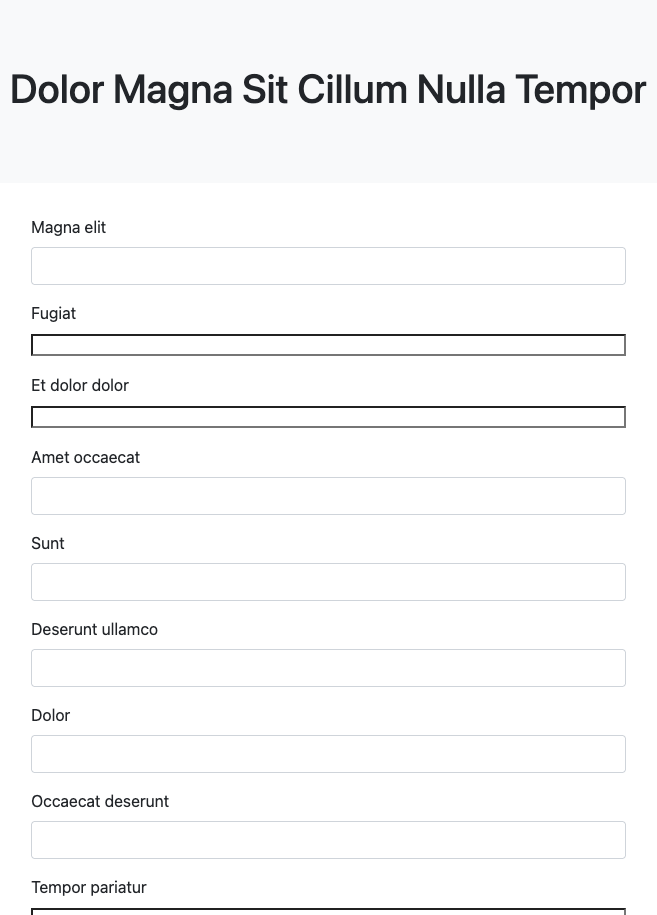 Dolor Magna Sit Cillum Nulla Tempor
Magna elit
Fugiat
Et dolor dolor
Amet occaecat
Sunt
Deserunt ullamco
Dolor
Occaecat deserunt
Tempor pariatur